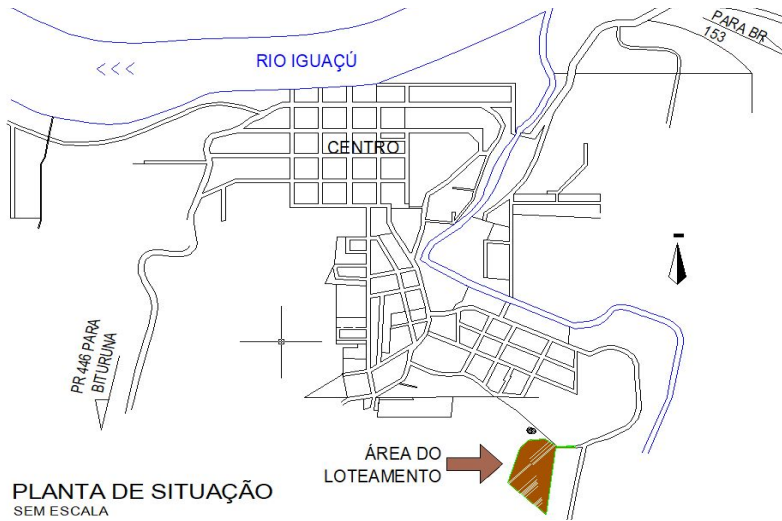 PARA BR
153
RIO IGUAÇÚ
<<<
CENTRO
PR 446 PARA
BITURUNA
ÁREA DO
LOTEAMENTO
PLANTA DE SITUAÇÃO
SEM ESCALA